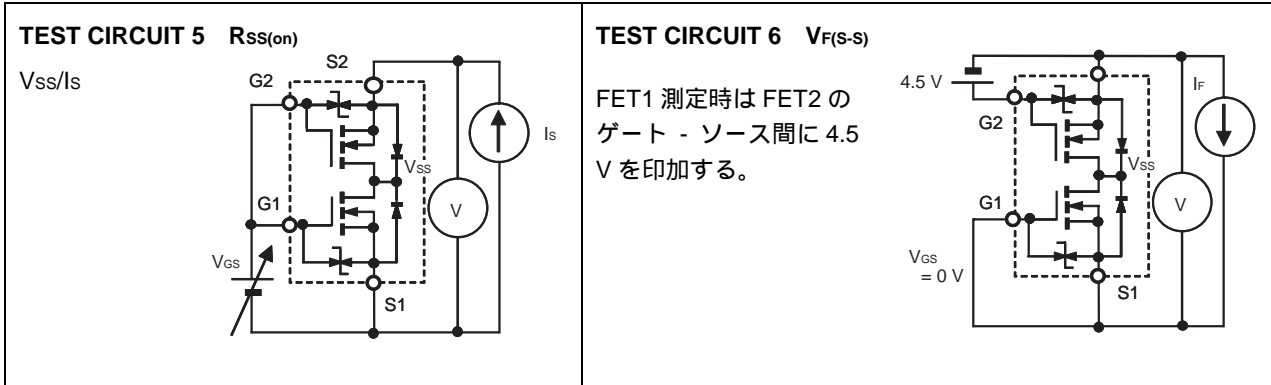 TEST CIRCUIT 5 RSS(on)
VSS/IS
S2
G2
IS
VSS
G1
V
VGS
S1
TEST CIRCUIT 6 VF(S-S)
FET1 測定時は FET2 の
ゲート - ソース間に 4.5
V を印加する。
4.5 V
IF
G2
VSS
G1
V
VGS
= 0 V
S1